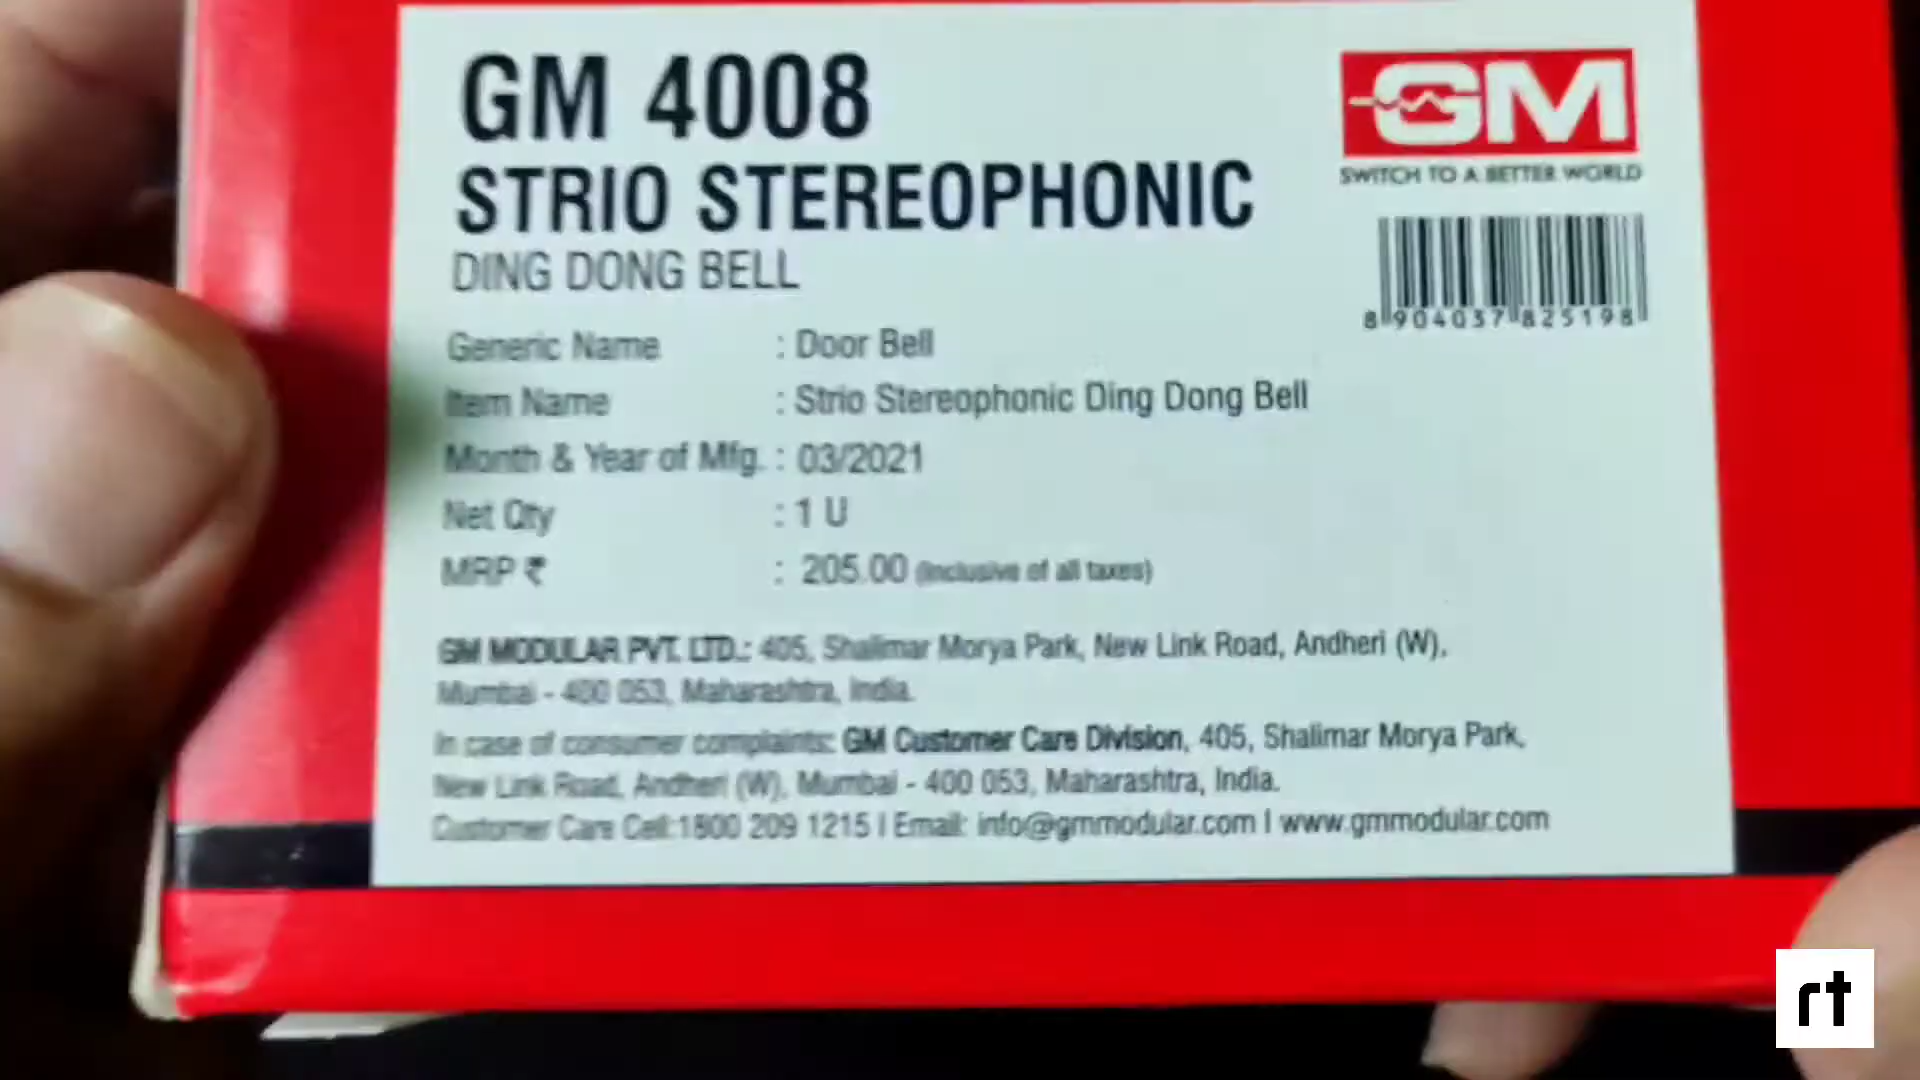 GM 4008
STRIO STEREOPHONIC
DING DONG BELL
GM
SWITCH TO A BETTER WORLD
8 904037 825198
Generic Name : Door Bell
Item Name : Strio Stereophonic Ding Dong Bell
Month & Year of Mfg. : 03/2021
Net Qty : 1 U
MRP ₹ : 205.00 (Inclusive of all taxes)
GM MODULAR PVT. LTD.: 405, Shalimar Morya Park, New Link Road, Andheri (W),
Mumbai - 400 053, Maharashtra, India.
In case of consumer complaints: GM Customer Care Division, 405, Shalimar Morya Park,
New Link Road, Andheri (W), Mumbai - 400 053, Maharashtra, India.
Customer Care Cell:1800 209 1215 I Email: info@gmmodular.com I www.gmmodular.com
rt